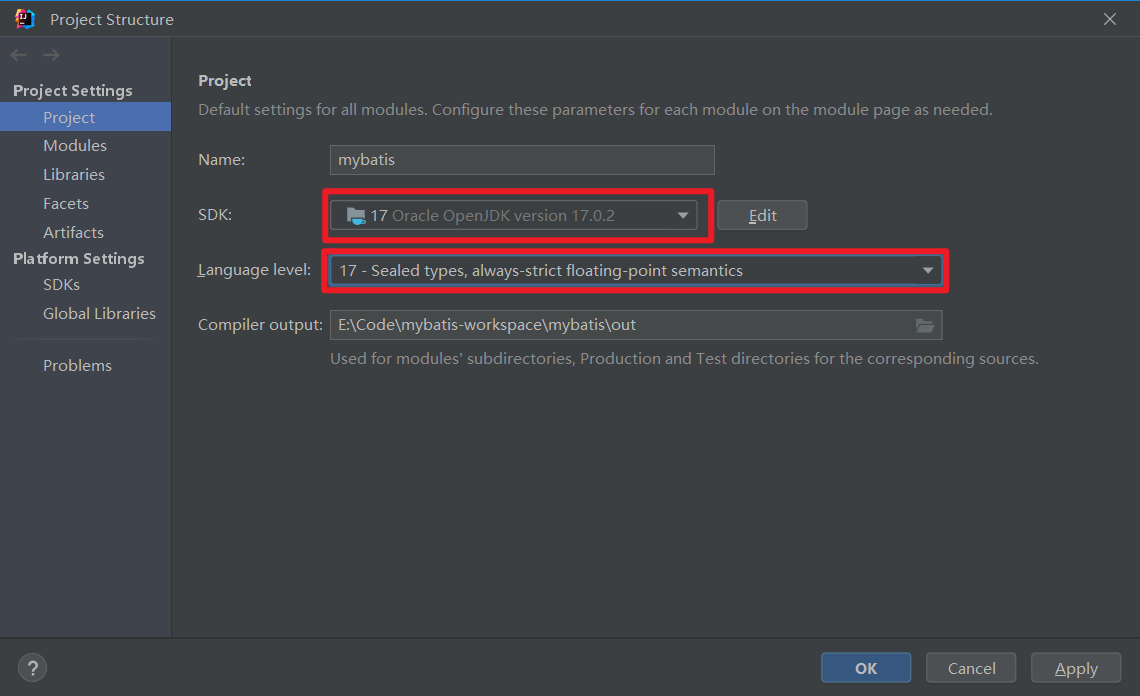 Project Structure
Project Settings
Project
Modules
Libraries
Facets
Artifacts
Platform Settings
SDKs
Global Libraries
Problems
Project
Default settings for all modules. Configure these parameters for each module on the module page as needed.
Name: mybatis
SDK: 17 Oracle OpenJDK version 17.0.2 Edit
Language level: 17 - Sealed types, always-strict floating-point semantics
Compiler output: E:\Code\mybatis-workspace\mybatis\out
Used for modules' subdirectories, Production and Test directories for the corresponding sources.
? OK Cancel Apply